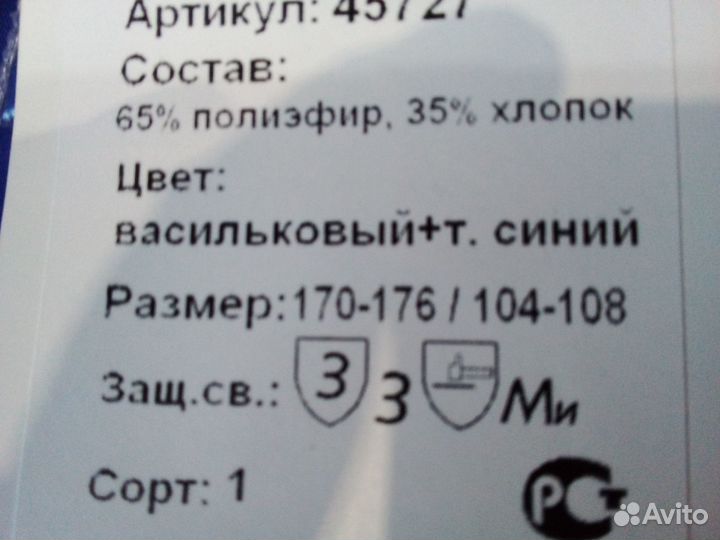 Артикул: 45727
Состав:
65% полиэфир, 35% хлопок
Цвет:
васильковый+т. синий
Размер:170-176 / 104-108
Защ.св.: З З Ми
Сорт: 1
РСТ
Avito